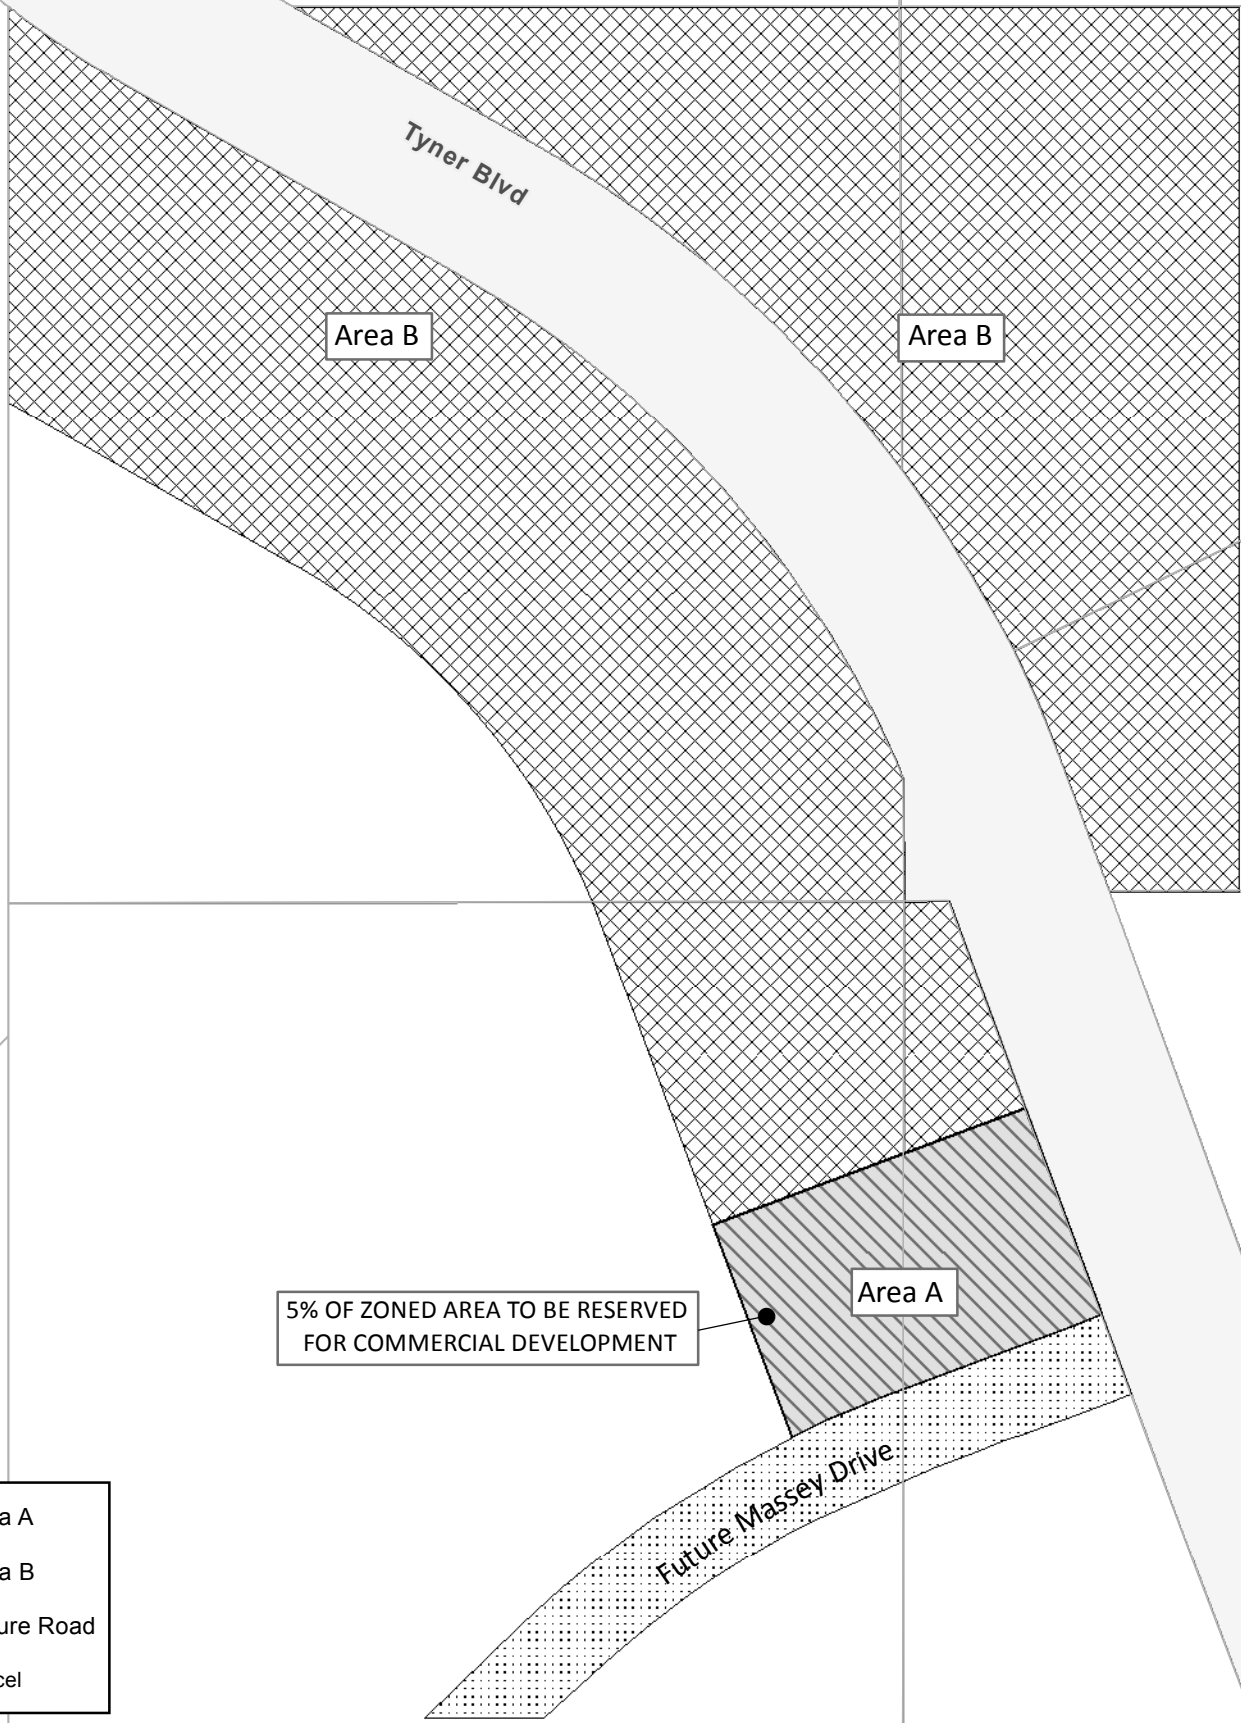 Tyner Blvd
Area B
Area B
Area A
5% OF ZONED AREA TO BE RESERVED
FOR COMMERCIAL DEVELOPMENT
Future Massey Drive
a A
a B
ure Road
cel